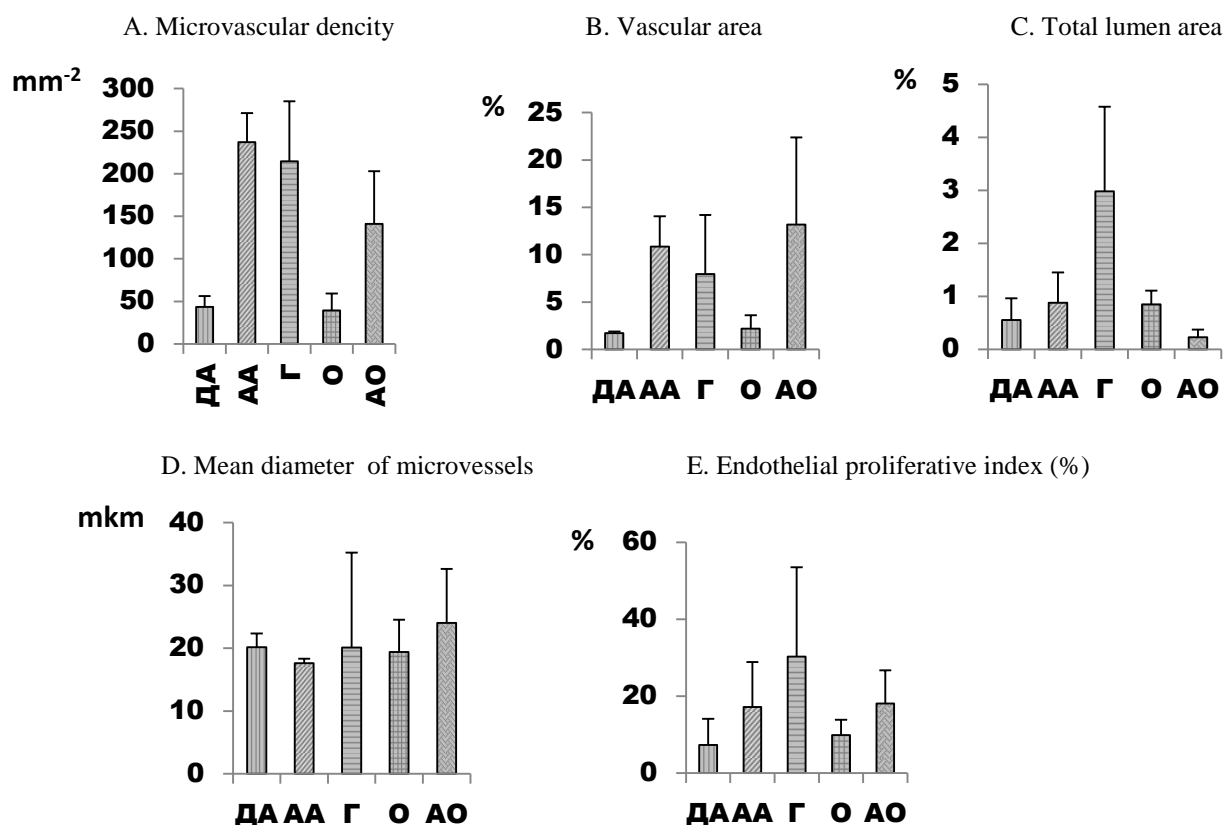 A. Microvascular dencity
mm-2
300
250
200
150
100
50
0
ДА АА Г О АО
B. Vascular area
%
25
20
15
10
5
0
ДА АА Г О АО
C. Total lumen area
%
5
4
3
2
1
0
ДА АА Г О АО
D. Mean diameter of microvessels
mkm
40
30
20
10
0
ДА АА Г О АО
E. Endothelial proliferative index (%)
%
60
40
20
0
ДА АА Г О АО